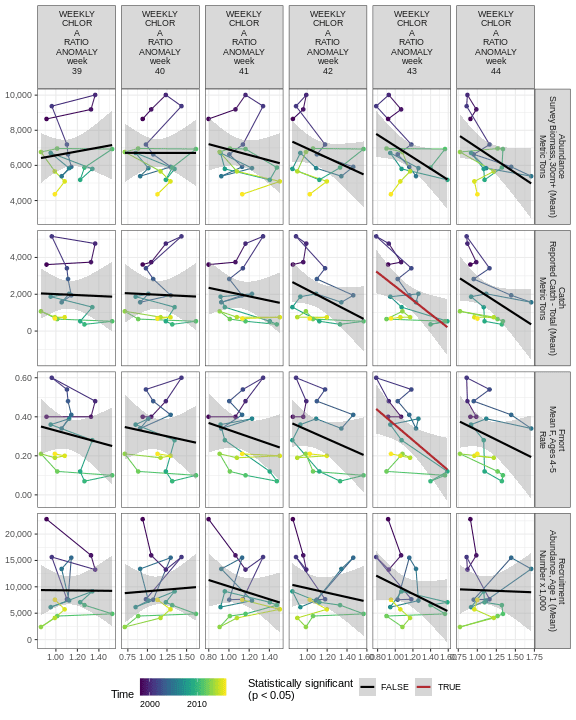 WEEKLY CHLOR A RATIO ANOMALY week 39
WEEKLY CHLOR A RATIO ANOMALY week 40
WEEKLY CHLOR A RATIO ANOMALY week 41
WEEKLY CHLOR A RATIO ANOMALY week 42
WEEKLY CHLOR A RATIO ANOMALY week 43
WEEKLY CHLOR A RATIO ANOMALY week 44
10,000
8,000
6,000
4,000
Abundance
Survey Biomass, 30cm+ (Mean)
Metric Tons
4,000
2,000
0
Catch
Reported Catch - Total (Mean)
Metric Tons
0.60
0.40
0.20
0.00
Fmort
Mean F, Ages 4-5
Rate
20,000
15,000
10,000
5,000
0
Recruitment
Abundance, Age 1 (Mean)
Number x 1,000
1.00 1.20 1.40
0.75 1.00 1.25 1.50
0.80 1.00 1.20 1.40
1.00 1.20 1.40 1.60
0.80 1.00 1.20 1.40 1.60
0.75 1.00 1.25 1.50 1.75
Time
2000 2010
Statistically significant
(p < 0.05)
FALSE TRUE